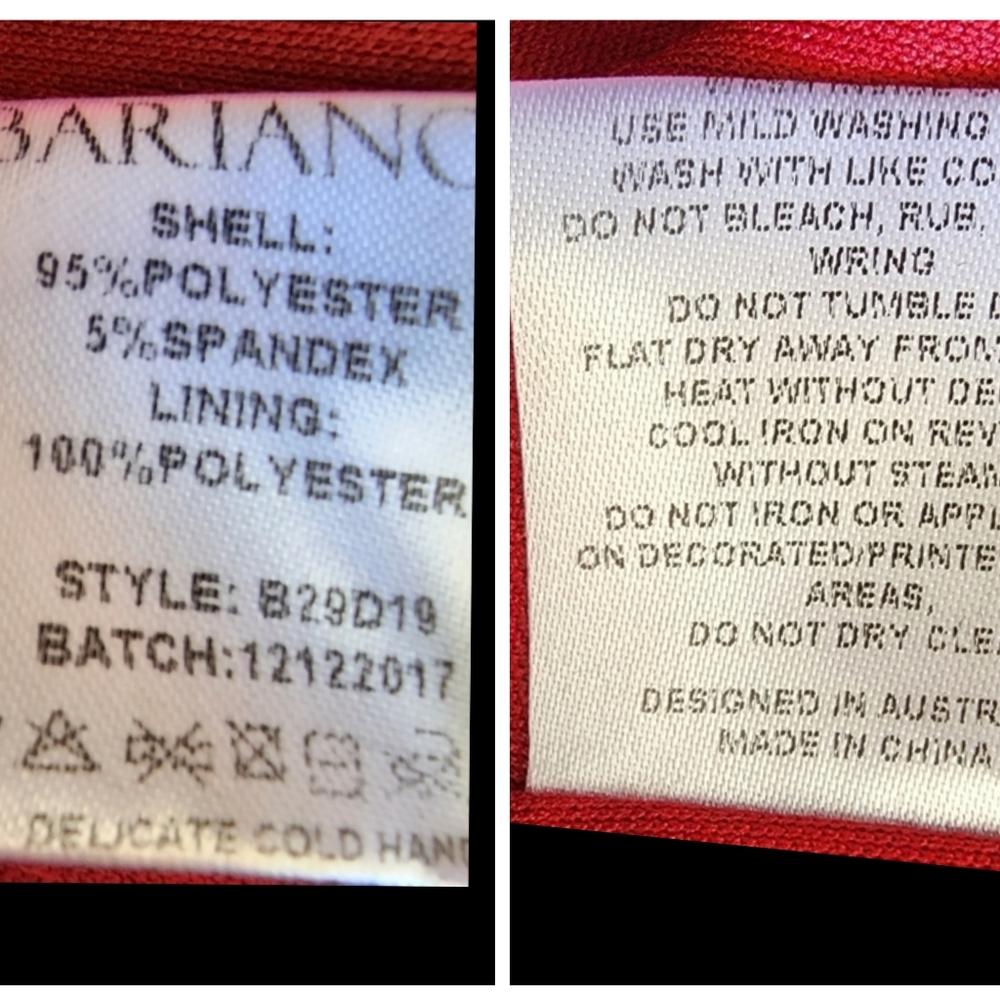 BARIANO
SHELL:
95%POLYESTER
5%SPANDEX
LINING:
100%POLYESTER
STYLE: B29D19
BATCH:12122017
DELICATE COLD HAND
USE MILD WASHING
WASH WITH LIKE CO
DO NOT BLEACH, RUB,
WRING
DO NOT TUMBLE D
FLAT DRY AWAY FROM
HEAT WITHOUT DE
COOL IRON ON REV
WITHOUT STEAM
DO NOT IRON OR APPL
ON DECORATED/PRINTE
AREAS,
DO NOT DRY CLEA
DESIGNED IN AUSTR
MADE IN CHINA